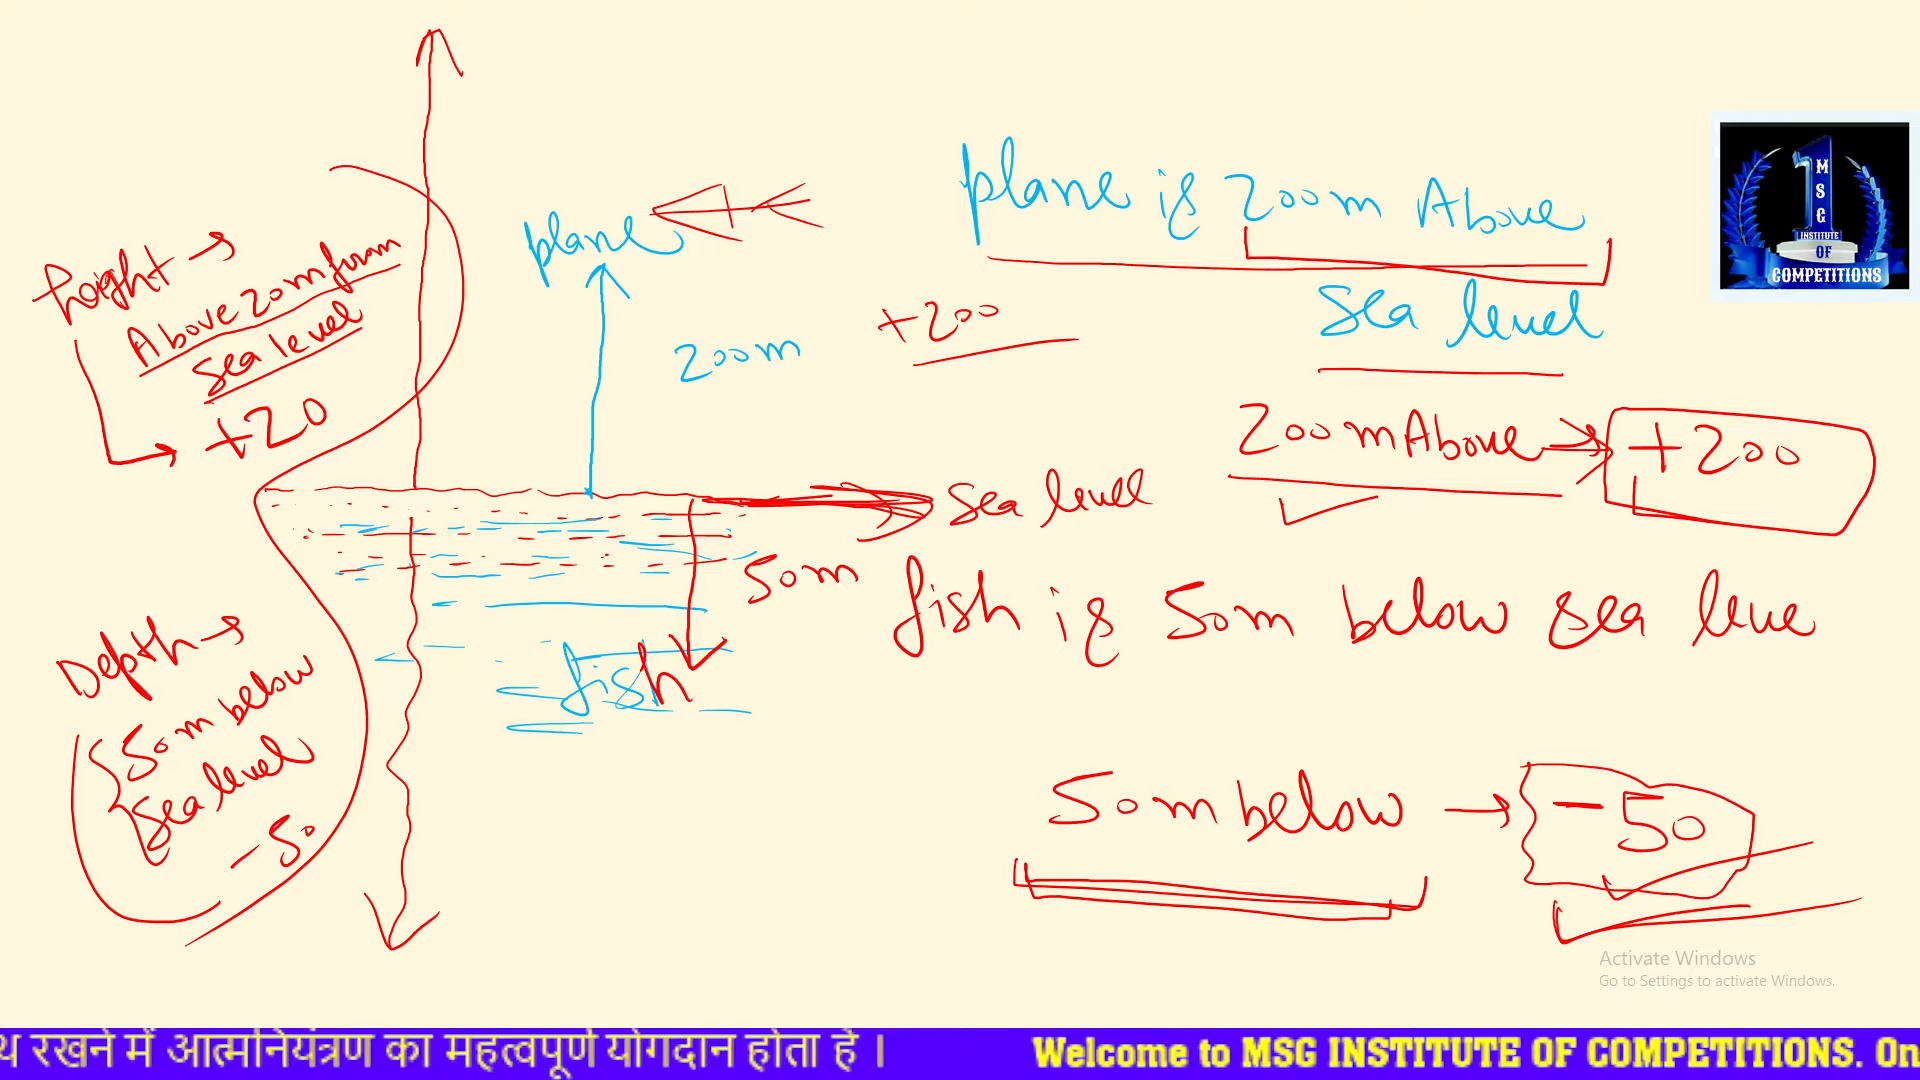 plane is 200m Above
sea level
plane
200m
+200
200m Above → +200
height →
Above 20m from
sea level
→ +20
sea level
50m
fish is 50m below sea leve
fish
Depth →
50m below
sea level
-50
50m below → -50
1
MSG
INSTITUTE
OF
COMPETITIONS
Activate Windows
Go to Settings to activate Windows.
थ रखने में आत्मनियंत्रण का महत्वपूर्ण योगदान होता है ।
Welcome to MSG INSTITUTE OF COMPETITIONS. On